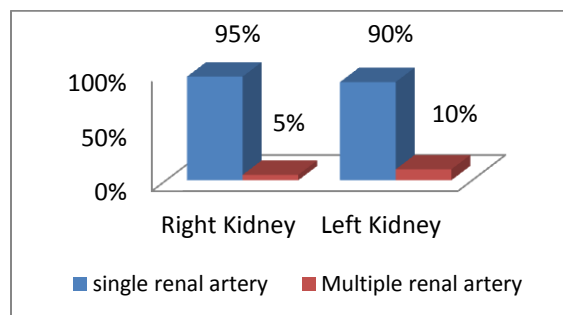 95% 90%
100%
5% 10%
50%
0%
Right Kidney Left Kidney
single renal artery Multiple renal artery